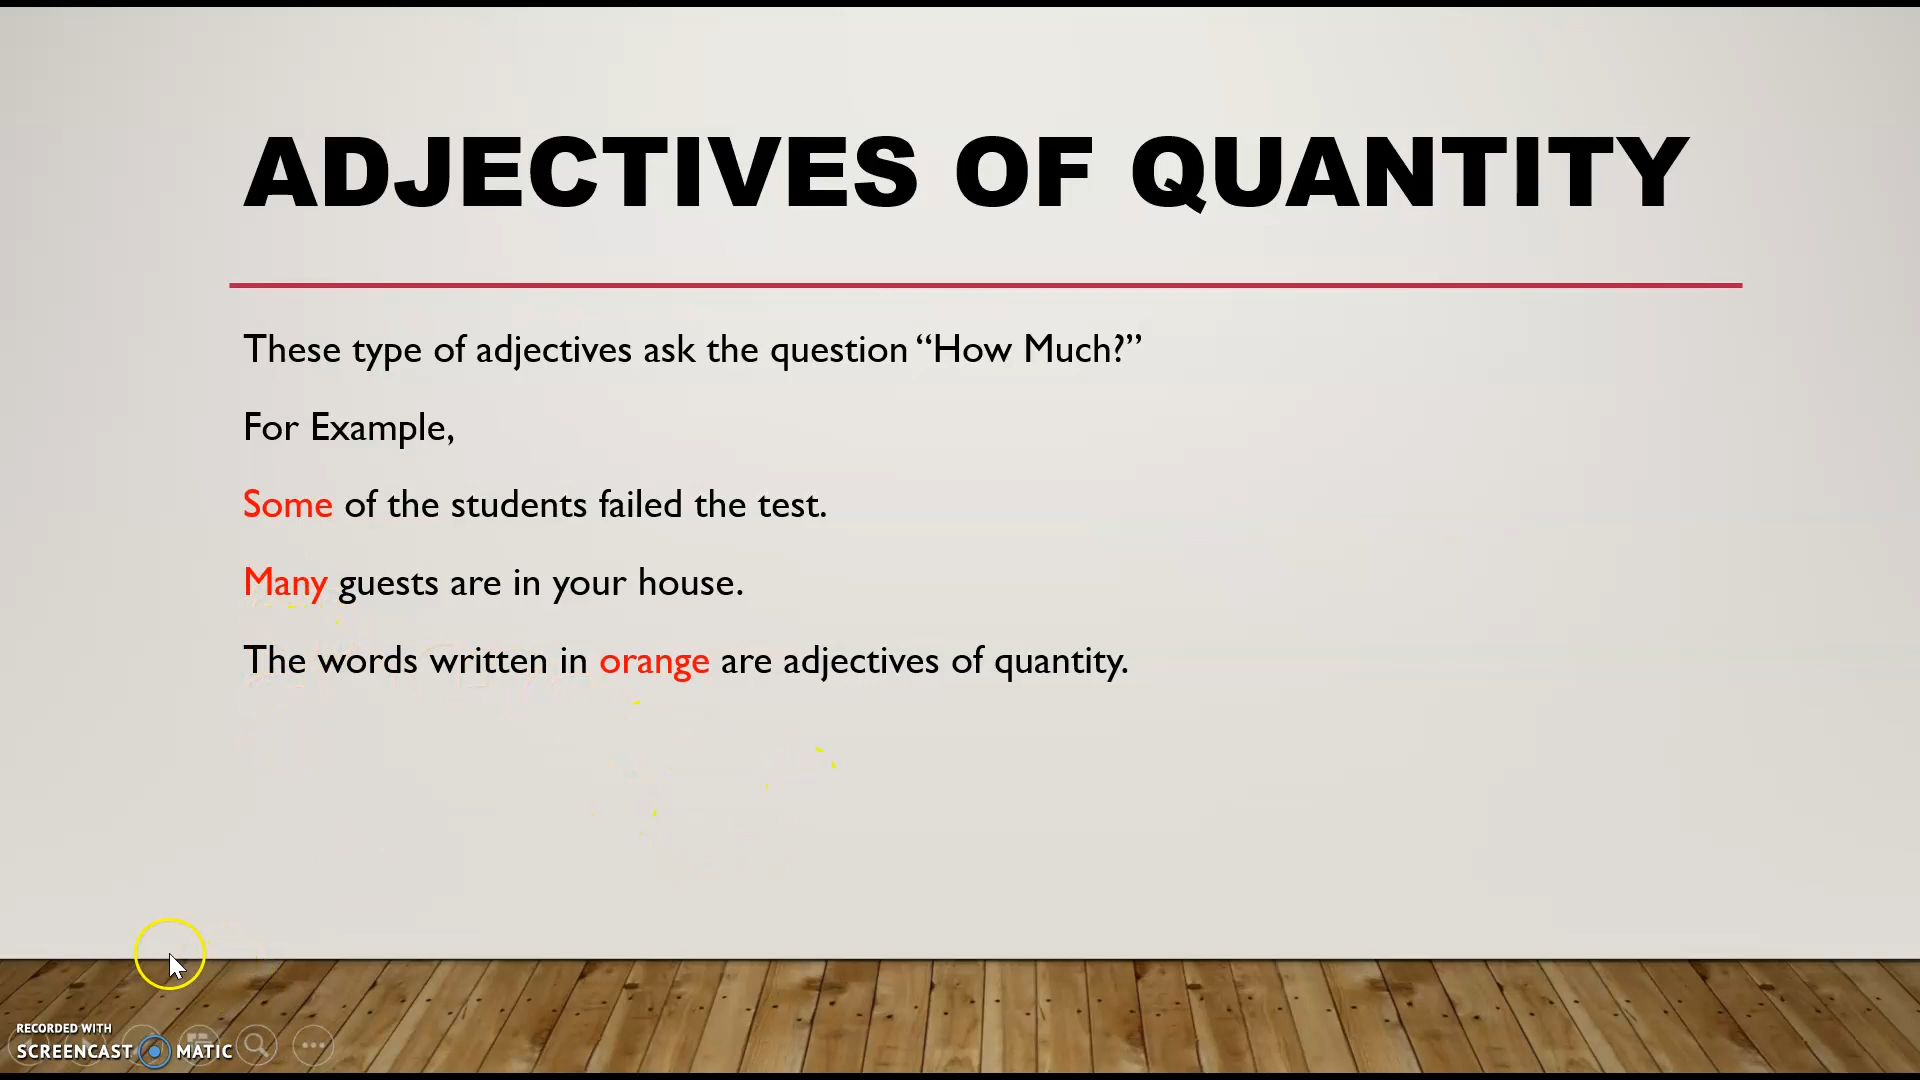 ADJECTIVES OF QUANTITY
These type of adjectives ask the question “How Much?”
For Example,
Some of the students failed the test.
Many guests are in your house.
The words written in orange are adjectives of quantity.
RECORDED WITH
SCREENCAST MATIC